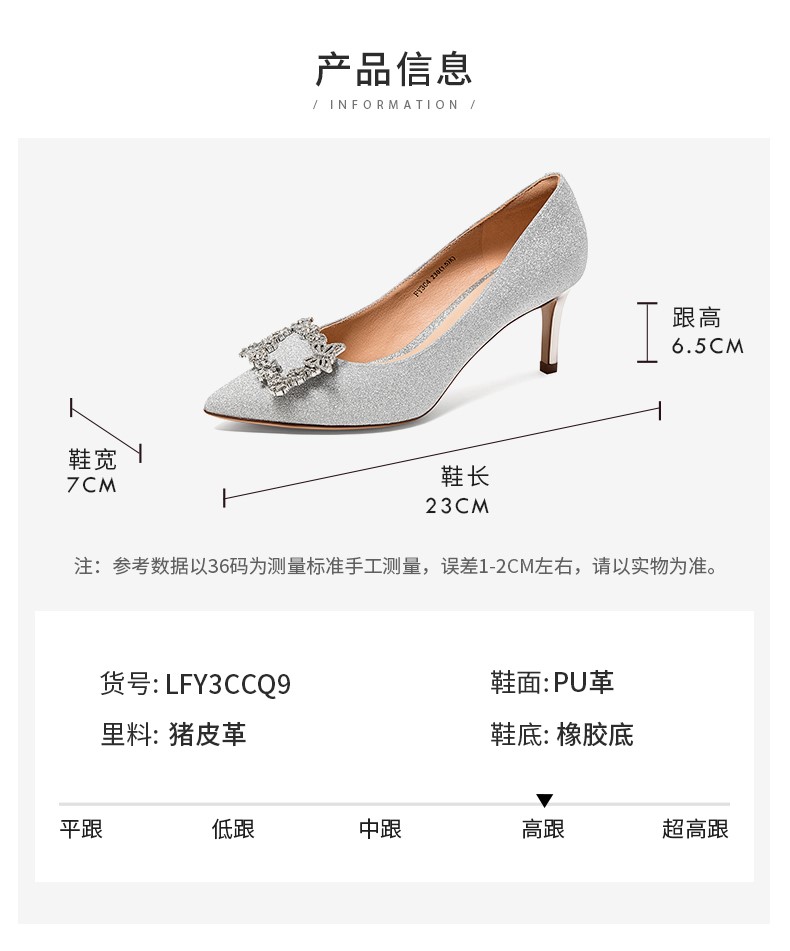 产品信息
/ INFORMATION /
跟高
6.5CM
鞋宽
7CM
鞋长
23CM
注：参考数据以36码为测量标准手工测量，误差1-2CM左右，请以实物为准。
货号: LFY3CCQ9
鞋面:PU革
里料: 猪皮革
鞋底: 橡胶底
平跟 低跟 中跟 高跟 超高跟